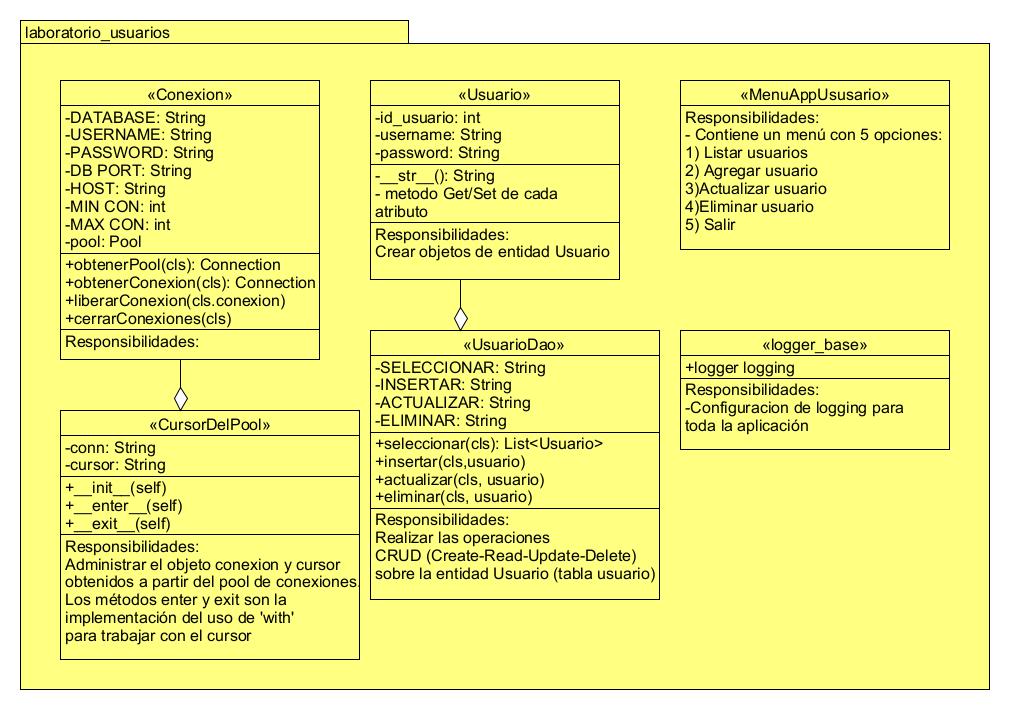 laboratorio_usuarios
«Conexion»
-DATABASE: String
-USERNAME: String
-PASSWORD: String
-DB PORT: String
-HOST: String
-MIN CON: int
-MAX CON: int
-pool: Pool
+obtenerPool(cls): Connection
+obtenerConexion(cls): Connection
+liberarConexion(cls.conexion)
+cerrarConexiones(cls)
Responsibilidades:
«CursorDelPool»
-conn: String
-cursor: String
+__init__(self)
+__enter__(self)
+__exit__(self)
Responsibilidades:
Administrar el objeto conexion y cursor
obtenidos a partir del pool de conexiones.
Los métodos enter y exit son la
implementación del uso de 'with'
para trabajar con el cursor
«Usuario»
-id_usuario: int
-username: String
-password: String
-__str__(): String
- metodo Get/Set de cada
atributo
Responsibilidades:
Crear objetos de entidad Usuario
«UsuarioDao»
-SELECCIONAR: String
-INSERTAR: String
-ACTUALIZAR: String
-ELIMINAR: String
+seleccionar(cls): List<Usuario>
+insertar(cls,usuario)
+actualizar(cls, usuario)
+eliminar(cls, usuario)
Responsibilidades:
Realizar las operaciones
CRUD (Create-Read-Update-Delete)
sobre la entidad Usuario (tabla usuario)
«MenuAppUsusario»
Responsibilidades:
- Contiene un menú con 5 opciones:
1) Listar usuarios
2) Agregar usuario
3)Actualizar usuario
4)Eliminar usuario
5) Salir
«logger_base»
+logger logging
Responsibilidades:
-Configuracion de logging para
toda la aplicación